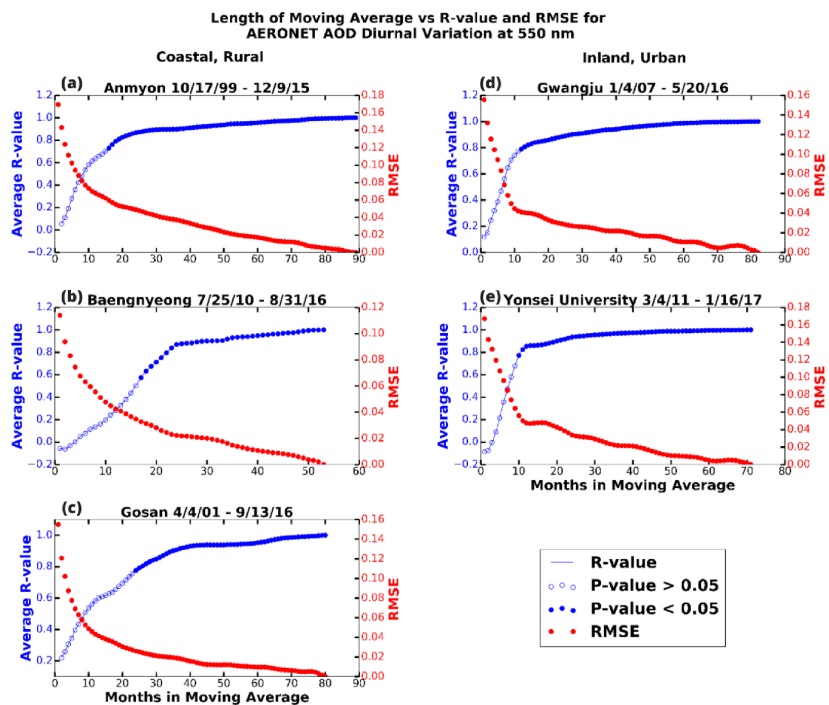 Length of Moving Average vs R-value and RMSE for
AERONET AOD Diurnal Variation at 550 nm
Coastal, Rural
Inland, Urban
(a)
Anmyon 10/17/99 - 12/9/15
Average R-value
1.2
1.0
0.8
0.6
0.4
0.2
0.0
−0.2
0.18
0.16
0.14
0.12
0.10
0.08
0.06
0.04
0.02
0.00
RMSE
0 10 20 30 40 50 60 70 80 90
(d)
Gwangju 1/4/07 - 5/20/16
Average R-value
1.2
1.0
0.8
0.6
0.4
0.2
0.0
0.16
0.14
0.12
0.10
0.08
0.06
0.04
0.02
0.00
RMSE
0 10 20 30 40 50 60 70 80 90
(b)
Baengnyeong 7/25/10 - 8/31/16
Average R-value
1.2
1.0
0.8
0.6
0.4
0.2
0.0
−0.2
0.12
0.10
0.08
0.06
0.04
0.02
0.00
RMSE
0 10 20 30 40 50 60
(e)
Yonsei University 3/4/11 - 1/16/17
Average R-value
1.2
1.0
0.8
0.6
0.4
0.2
0.0
−0.2
0.18
0.16
0.14
0.12
0.10
0.08
0.06
0.04
0.02
0.00
RMSE
0 10 20 30 40 50 60 70 80
Months in Moving Average
(c)
Gosan 4/4/01 - 9/13/16
Average R-value
1.0
0.8
0.6
0.4
0.2
0.16
0.14
0.12
0.10
0.08
0.06
0.04
0.02
0.00
RMSE
0 10 20 30 40 50 60 70 80 90
Months in Moving Average
R-value
P-value > 0.05
P-value < 0.05
RMSE